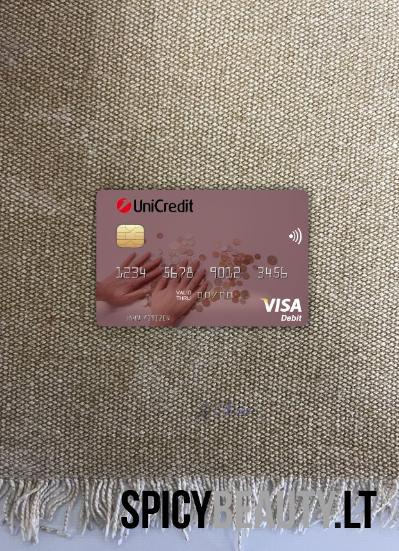 UniCredit
1234 5678 9012 3456
VALID THRU 00/00
VISA
Debit
SPICYBEAUTY.LT